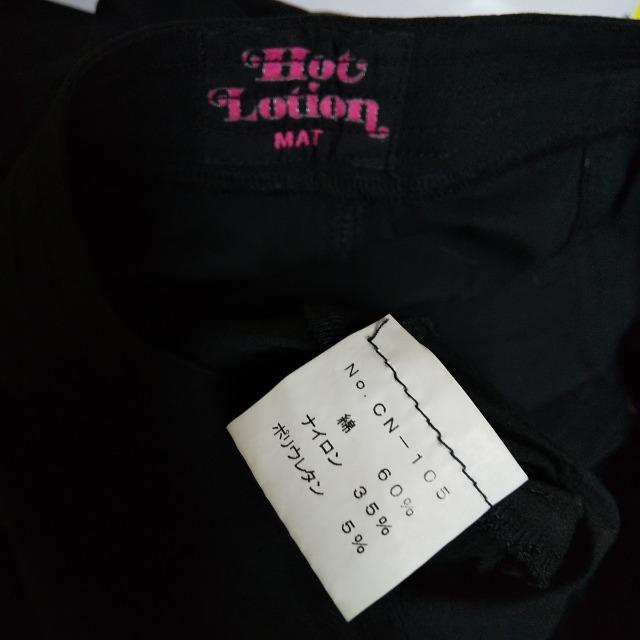 Hot
Lotion
MAT
No. CN-105
綿 60%
ナイロン 35%
ポリウレタン 5%